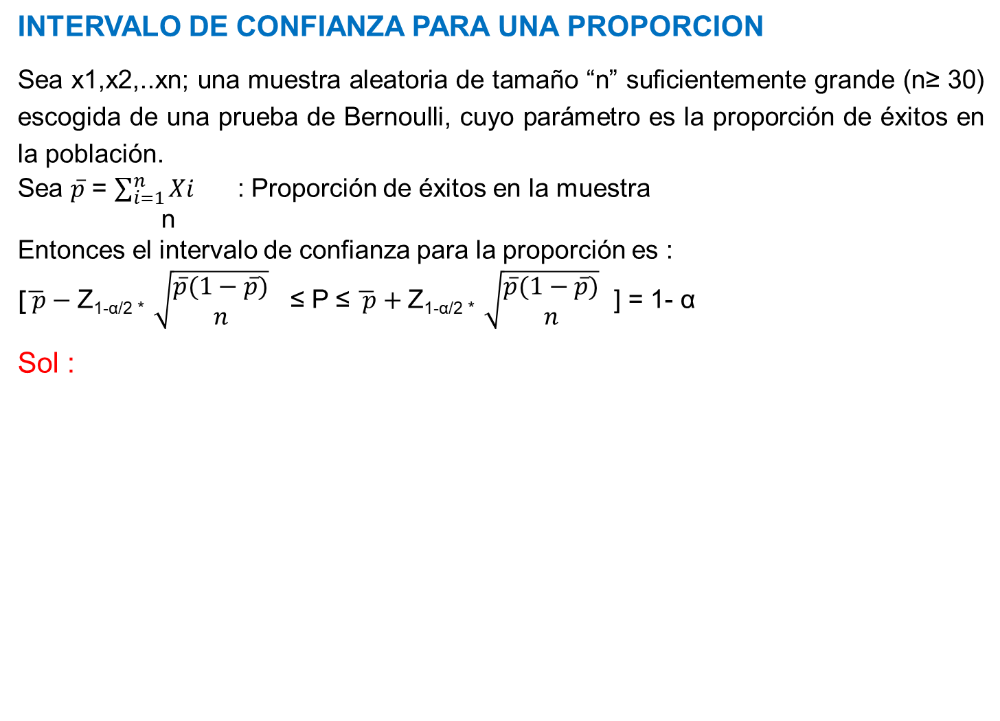 INTERVALO DE CONFIANZA PARA UNA PROPORCION
Sea x1,x2,..xn; una muestra aleatoria de tamaño “n” suficientemente grande (n≥ 30)
escogida de una prueba de Bernoulli, cuyo parámetro es la proporción de éxitos en
la población.
Sea p̄ = ∑ⁿᵢ₌₁ Xi : Proporción de éxitos en la muestra
n
Entonces el intervalo de confianza para la proporción es :
[ p̄ − Z1-α/2 * √(p̄(1 − p̄) n) ≤ P ≤ p̄ + Z1-α/2 * √(p̄(1 − p̄) n) ] = 1- α
Sol :